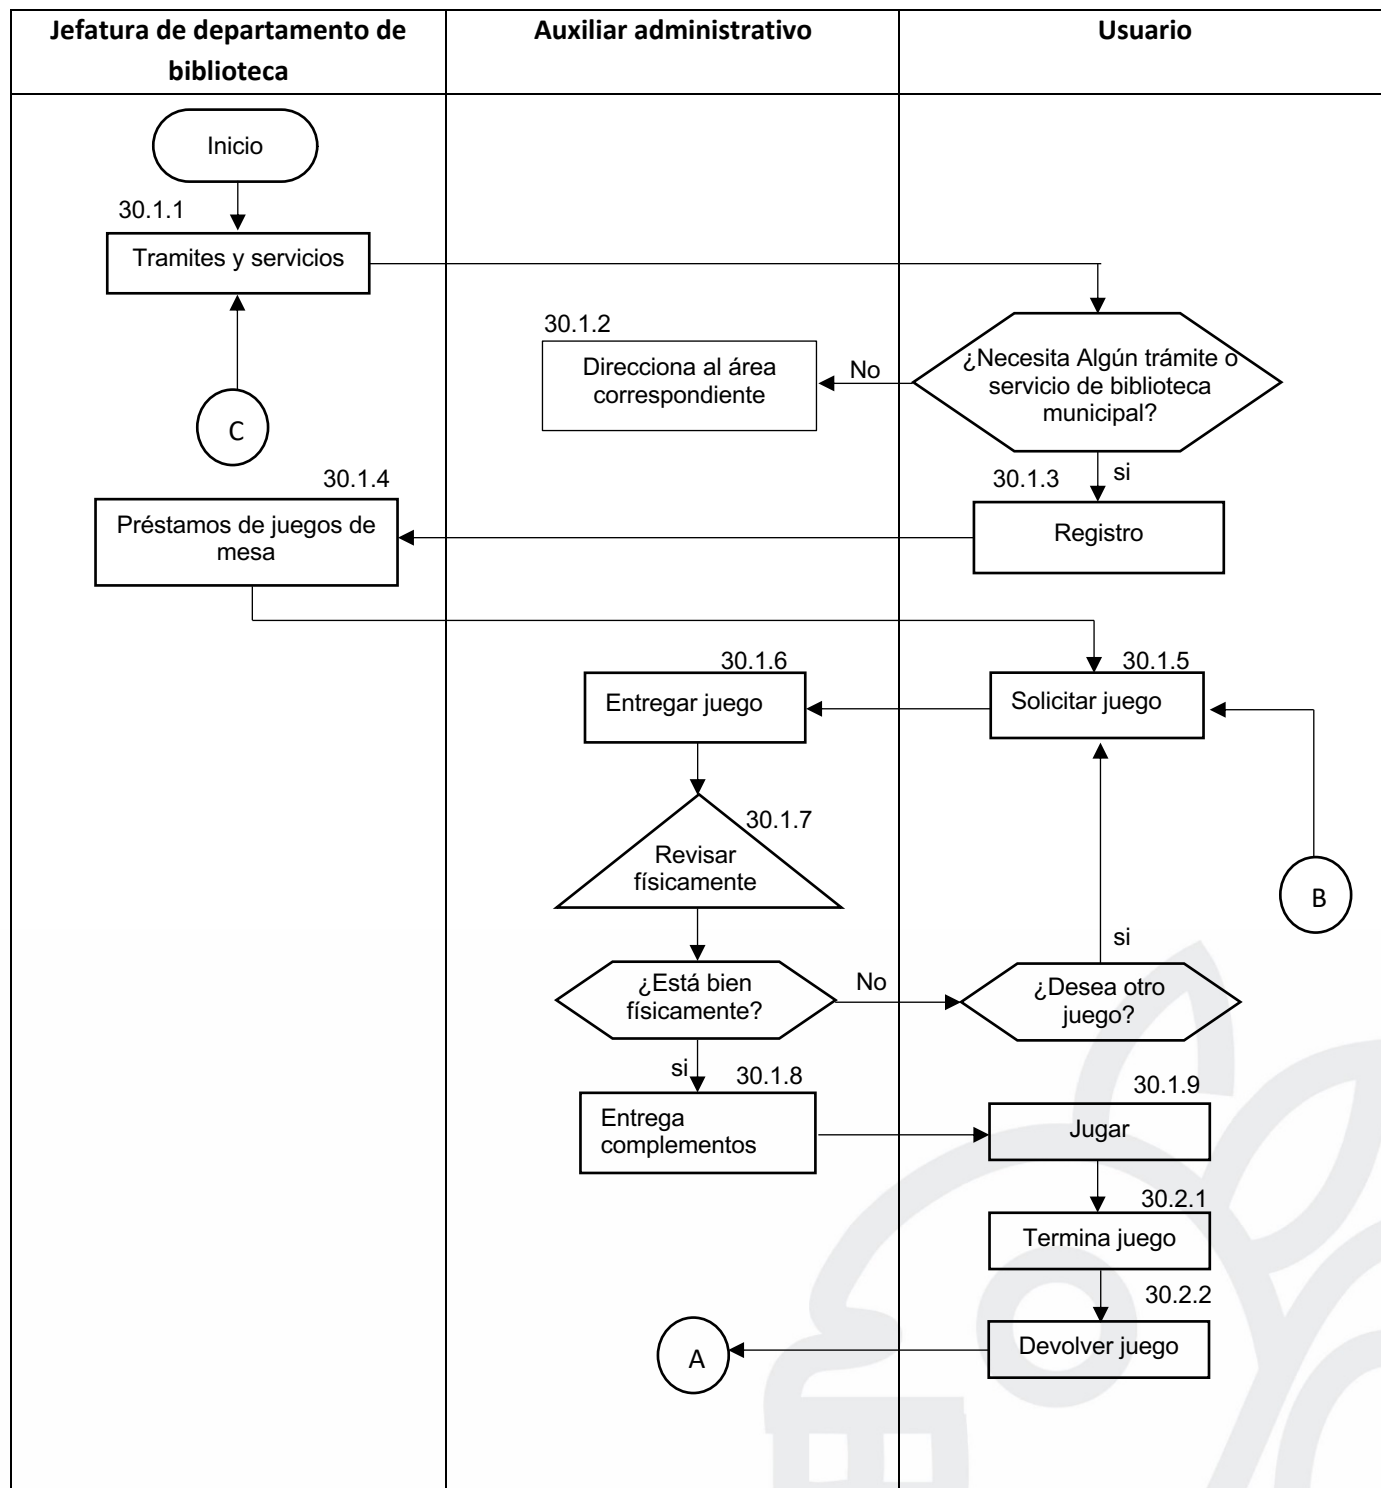 Jefatura de departamento de
biblioteca
Auxiliar administrativo
Usuario
Inicio
30.1.1
Tramites y servicios
30.1.2
Direcciona al área
correspondiente
No
¿Necesita Algún trámite o
servicio de biblioteca
municipal?
C
si
30.1.3
Registro
30.1.4
Préstamos de juegos de
mesa
30.1.5
Solicitar juego
30.1.6
Entregar juego
30.1.7
Revisar
físicamente
B
¿Está bien
físicamente?
No
si
¿Desea otro
juego?
si
30.1.8
Entrega
complementos
30.1.9
Jugar
30.2.1
Termina juego
30.2.2
Devolver juego
A